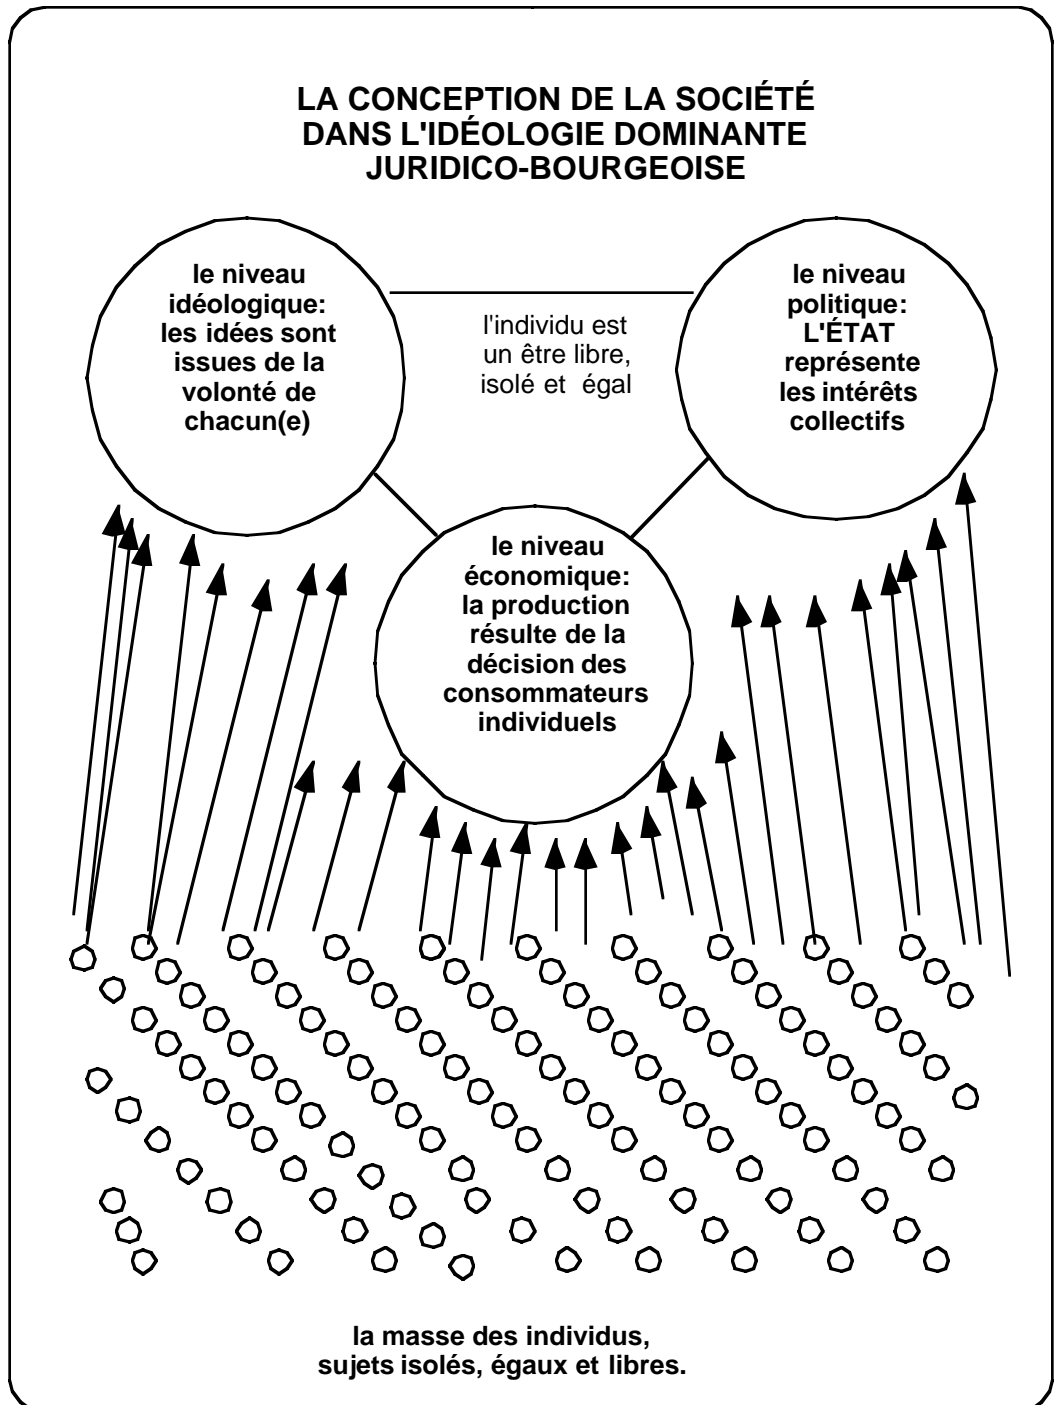 LA CONCEPTION DE LA SOCIÉTÉ
DANS L'IDÉOLOGIE DOMINANTE
JURIDICO-BOURGEOISE
le niveau
idéologique:
les idées sont
issues de la
volonté de
chacun(e)
l'individu est
un être libre,
isolé et égal
le niveau
politique:
L'ÉTAT
représente
les intérêts
collectifs
le niveau
économique:
la production
résulte de la
décision des
consommateurs
individuels
la masse des individus,
sujets isolés, égaux et libres.